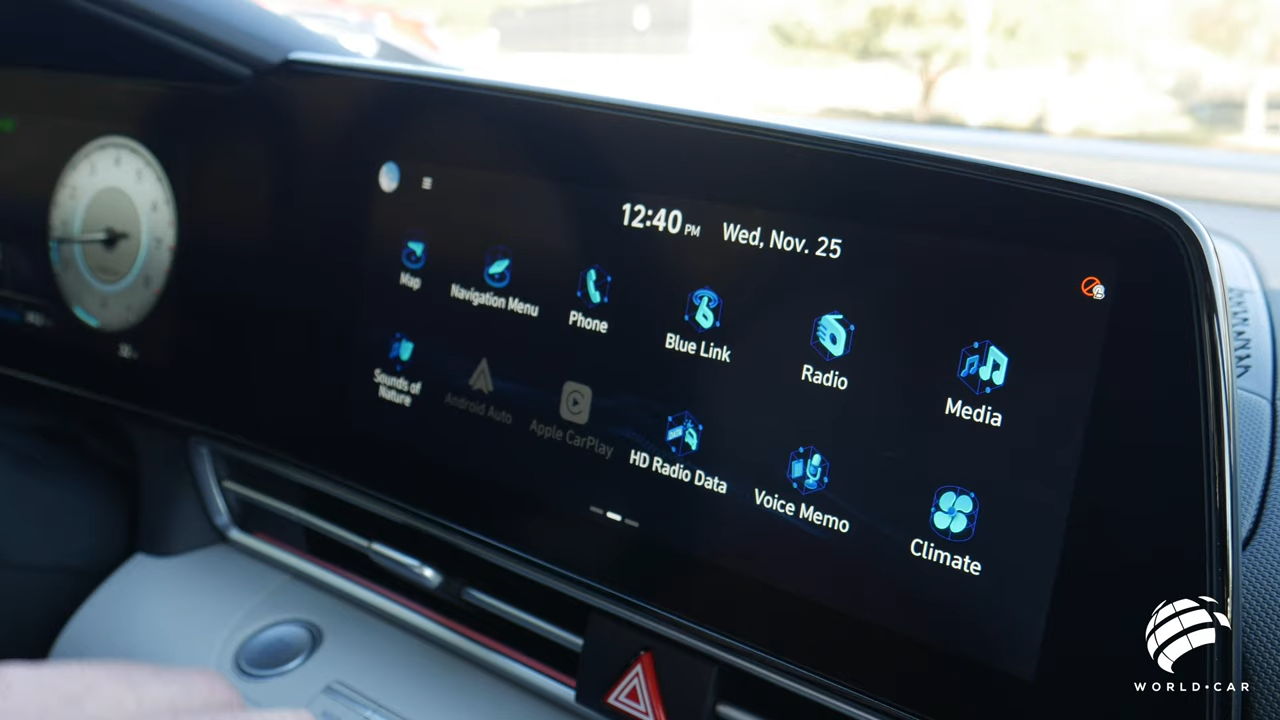 12:40 PM Wed, Nov. 25
Map
Navigation Menu
Phone
Blue Link
Radio
Media
Sounds of
Nature
Android Auto
Apple CarPlay
HD Radio Data
Voice Memo
Climate
WORLD•CAR